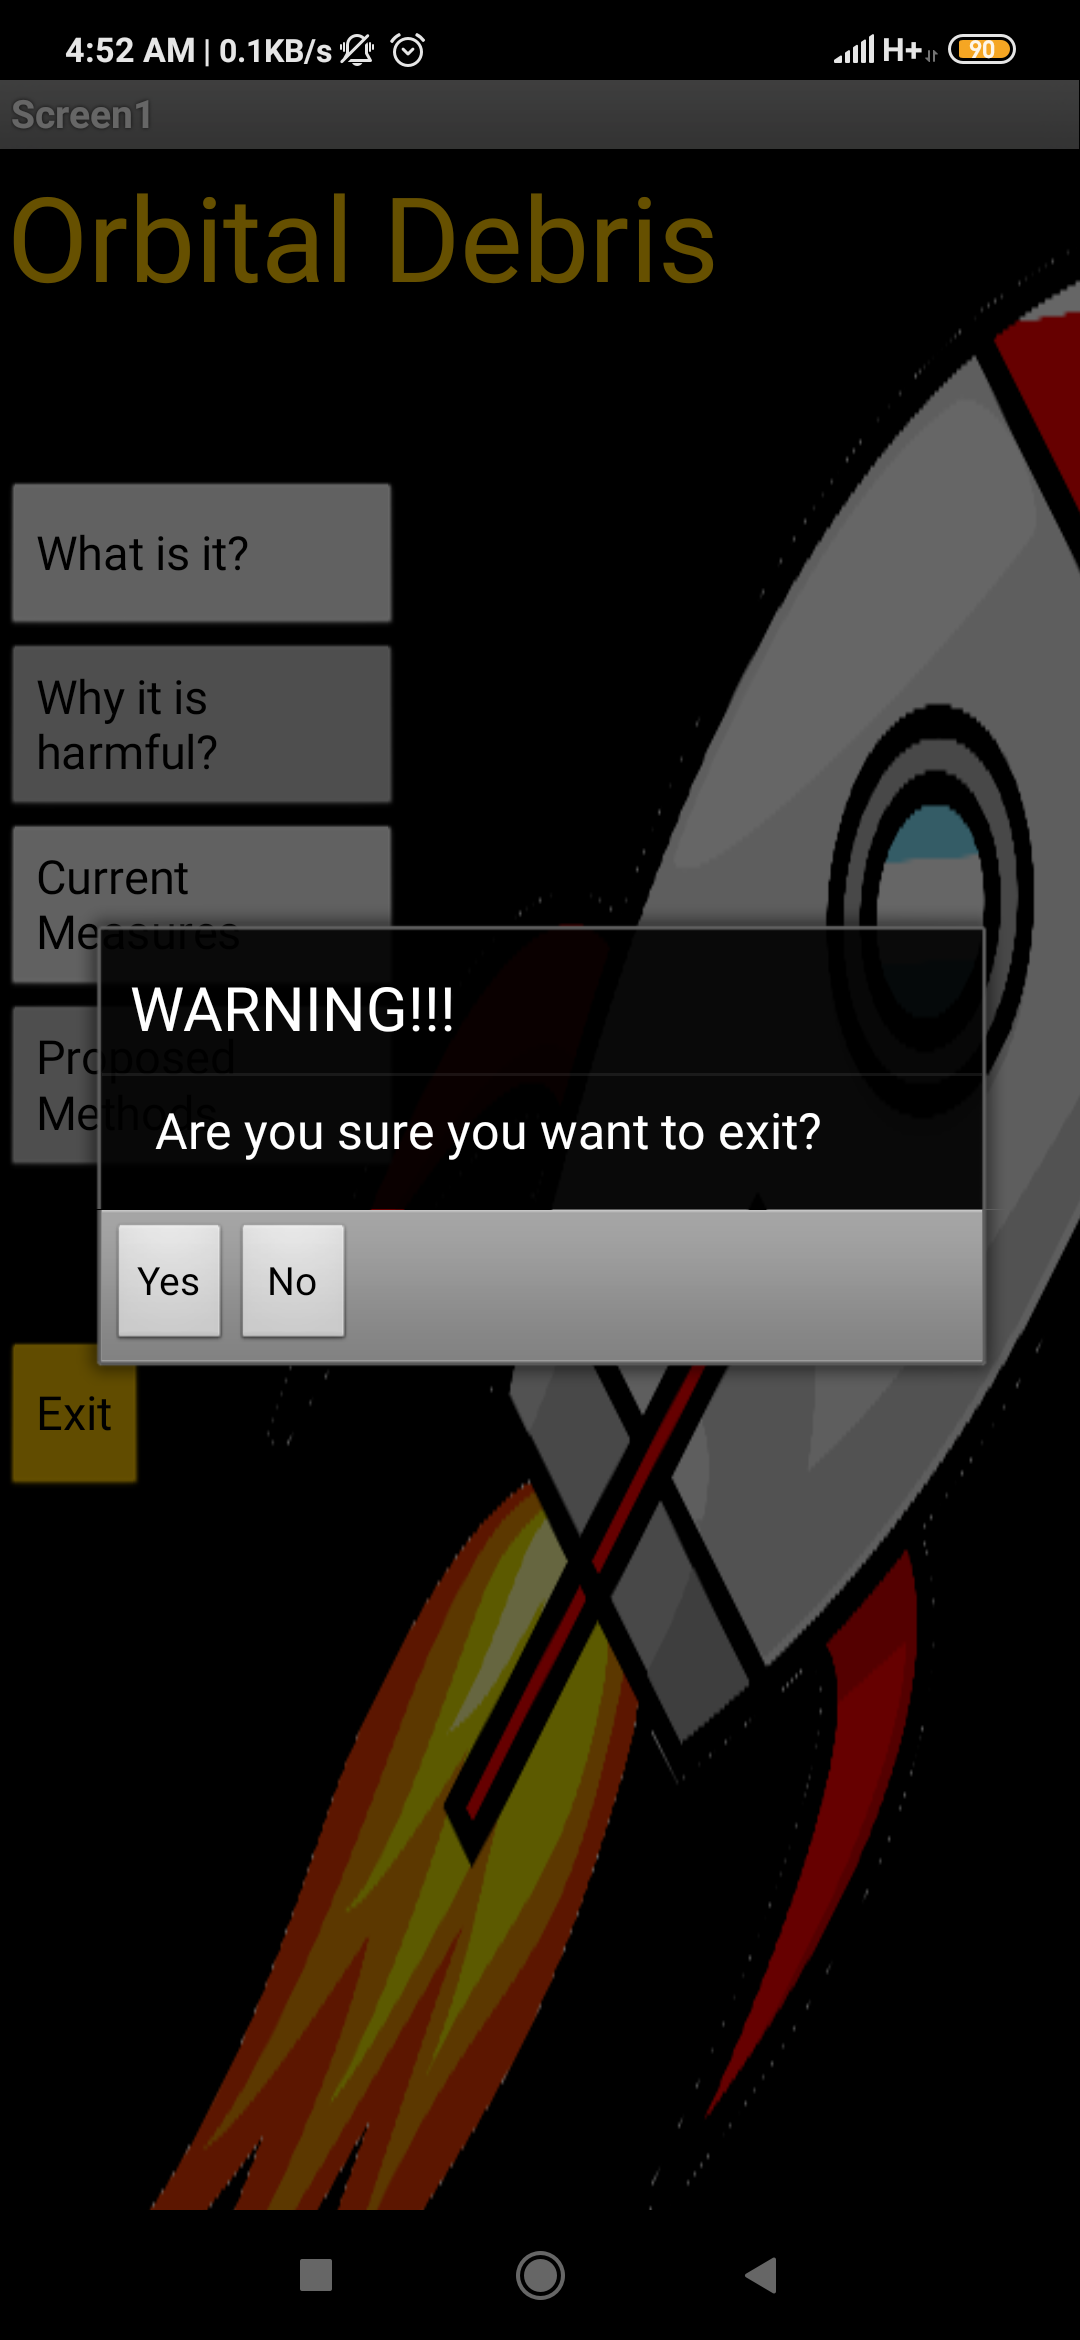 4:52 AM | 0.1KB/s H+ 90
Screen1
Orbital Debris
What is it?
Why it is
harmful?
Current
Measures
Proposed
Methods
WARNING!!!
Are you sure you want to exit?
Yes No
Exit